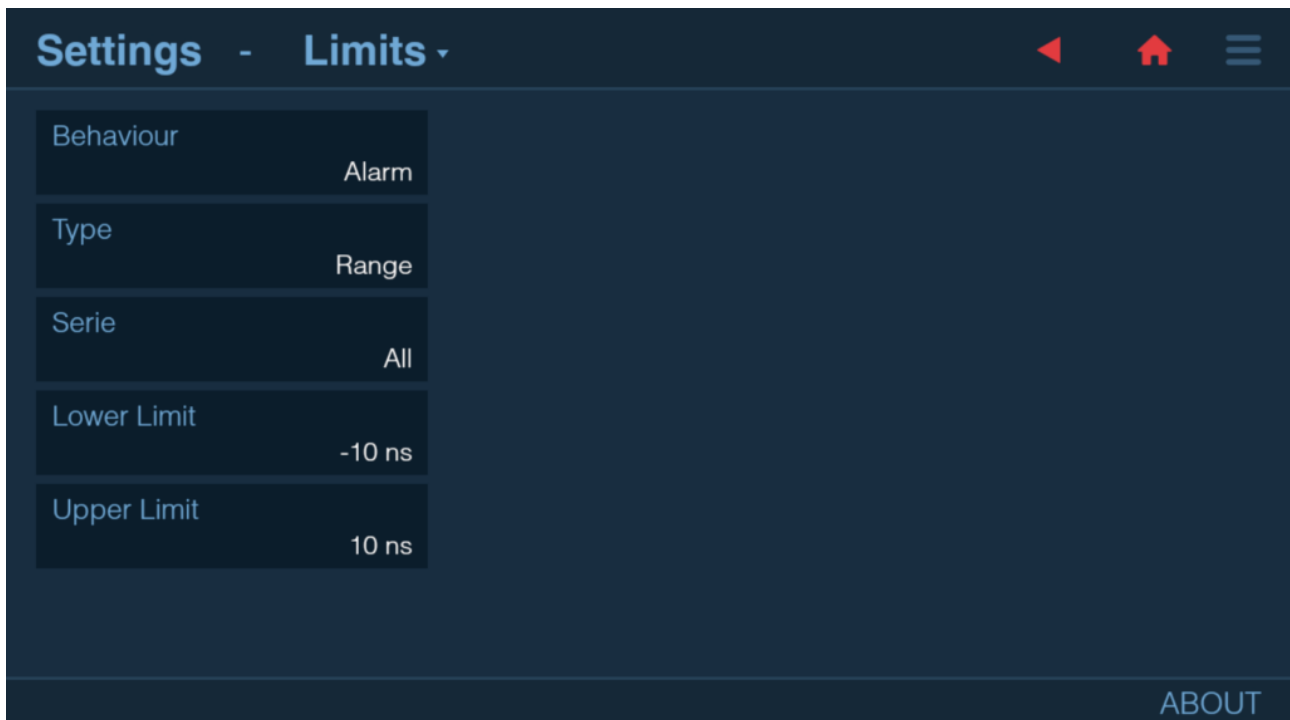 Settings - Limits
Behaviour
Alarm
Type
Range
Serie
All
Lower Limit
-10 ns
Upper Limit
10 ns
ABOUT